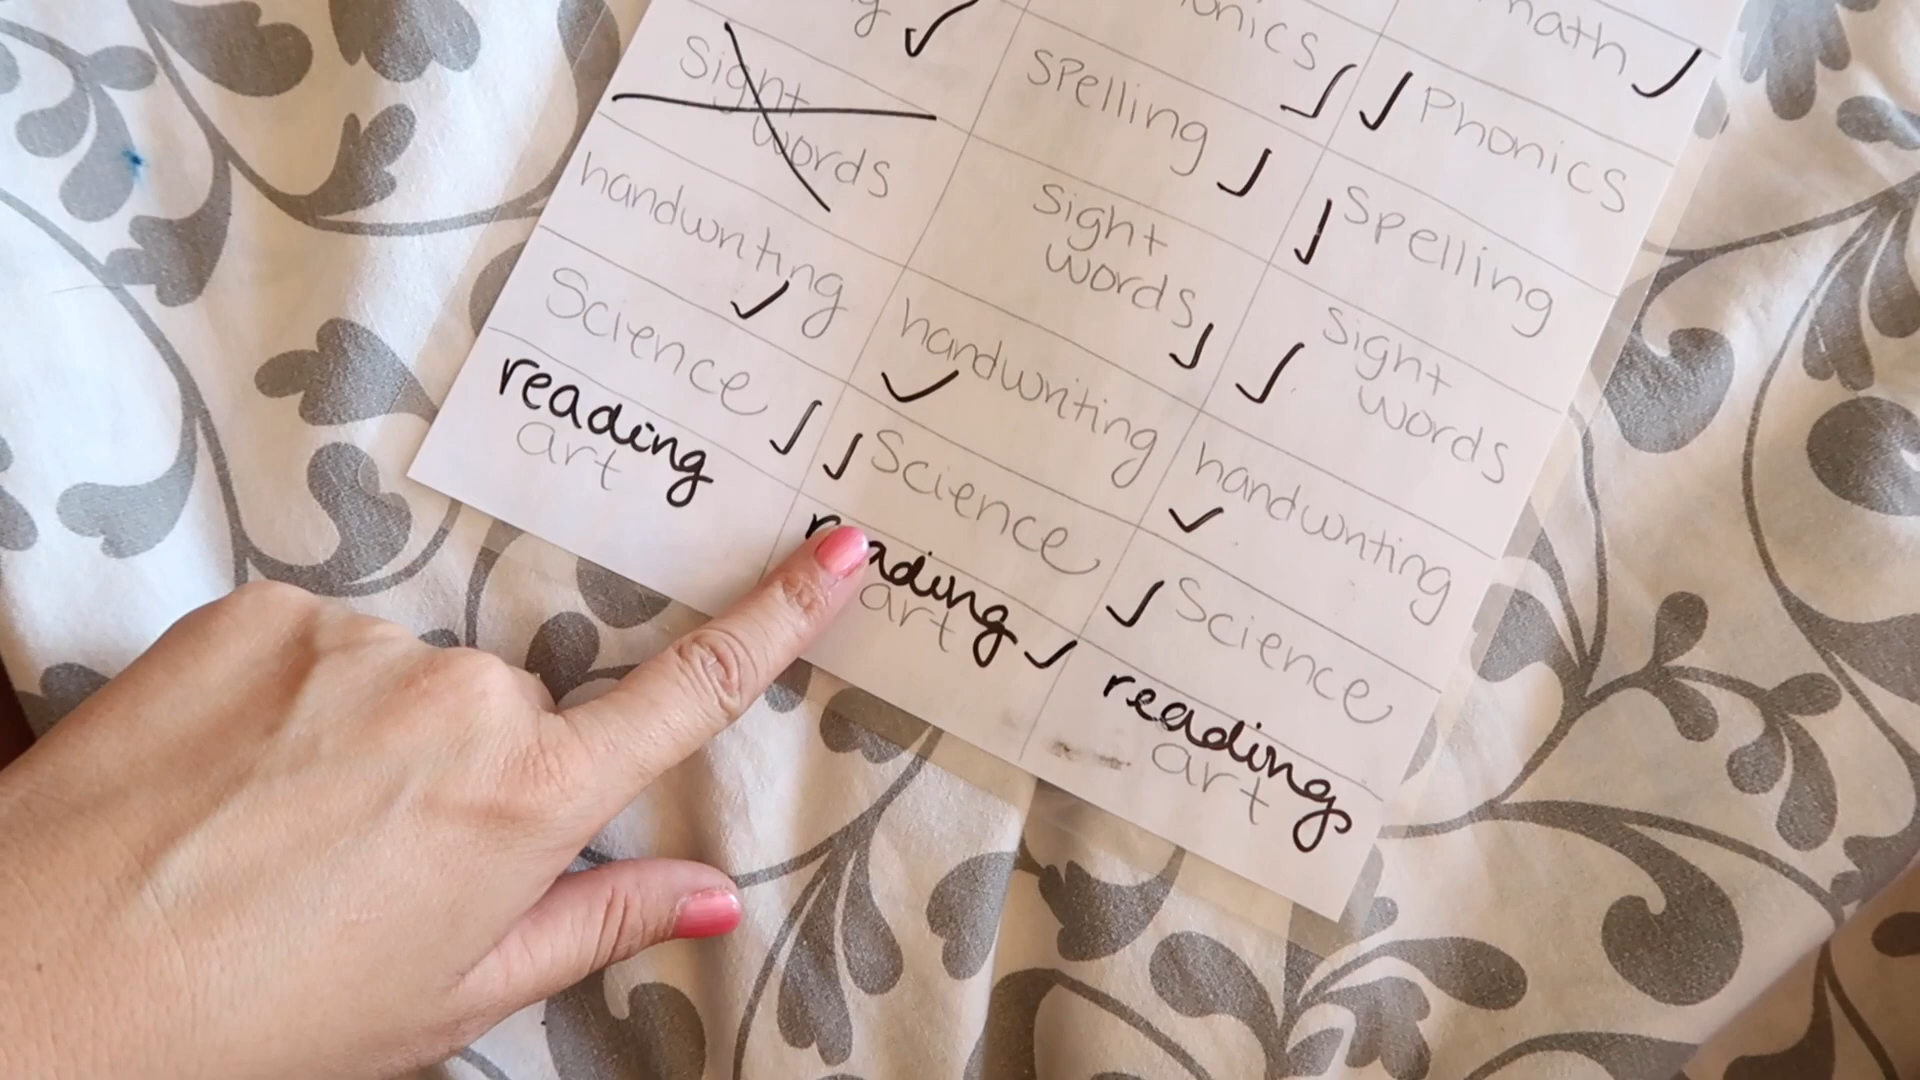 math
Phonics
Spelling
Sight
words
handwriting
Science
reading
art
Spelling
Sight
words
handwriting
Science
reading
art
Sight
words
handwriting
Science
reading
art